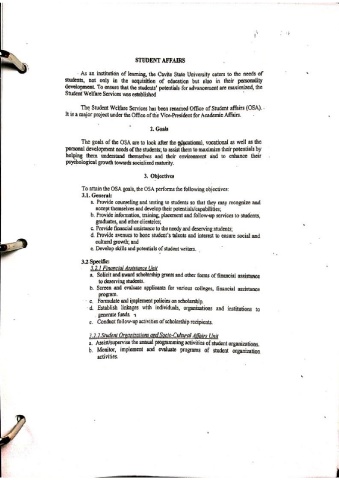 STUDENT AFFAIRS
As an institution of learning, the Cavite State University caters to the needs of
students, not only in the acquisition of education but also in their personality
development. To ensure that the students' potentials for advancement are maximized, the
Student Welfare Services was established
The Student Welfare Services has been renamed Office of Student affairs (OSA).
It is a major project under the Office of the Vice-President for Academic Affairs.
2. Goals
The goals of the OSA are to look after the educational, vocational as well as the
personal development needs of the students; to assist them to maximize their potentials by
helping them understand themselves and their environment and to enhance their
psychological growth towards socialized maturity.
3. Objectives
To attain the OSA goals, the OSA performs the following objectives:
3.1. General:
a. Provide counseling and testing to students so that they may recognize and
accept themselves and develop their potentials/capabilities;
b. Provide information, training, placement and follow-up services to students,
graduates, and other clienteles;
c. Provide financial assistance to the needy and deserving students;
d. Provide avenues to hone student's talents and interest to ensure social and
cultural growth; and
e. Develop skills and potentials of student writers.
3.2 Specific:
3.2.1 Financial Assistance Unit
a. Solicit and award scholarship grants and other forms of financial assistance
to deserving students.
b. Screen and evaluate applicants for various colleges, financial assistance
program.
c. Formulate and implement policies on scholarship.
d. Establish linkages with individuals, organizations and institutions to
generate funds
e. Conduct follow-up activities of scholarship recipients.
3.2.2 Student Organizations and Socio-Cultural Affairs Unit
a. Assist/supervise the annual programming activities of student organizations.
b. Monitor, implement and evaluate programs of student organization
activities.